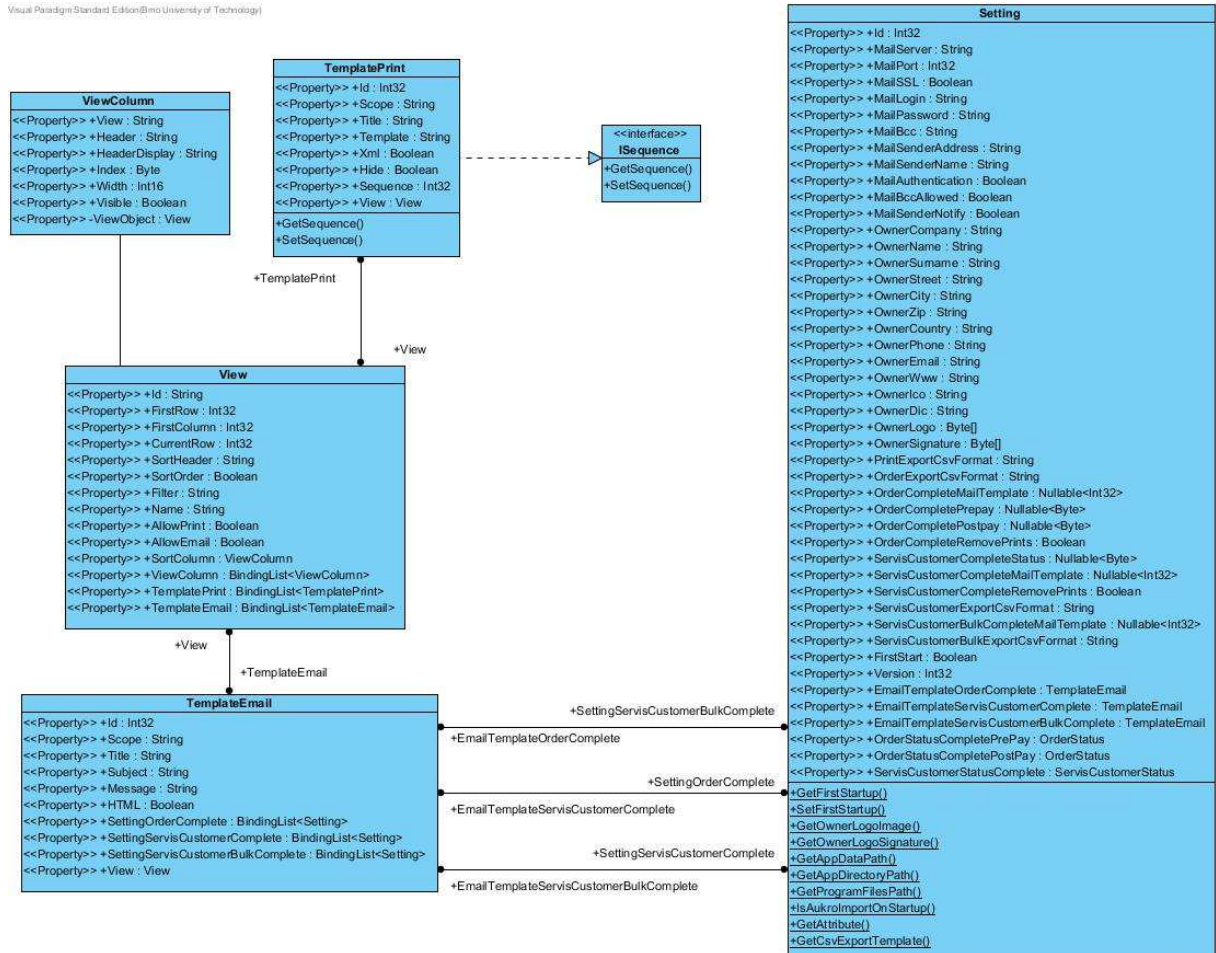 Visual Paradigm Standard Edition(Brno University of Technology)
ViewColumn
<<Property>> +View : String
<<Property>> +Header : String
<<Property>> +HeaderDisplay : String
<<Property>> +Index : Byte
<<Property>> +Width : Int16
<<Property>> +Visible : Boolean
<<Property>> -ViewObject : View
TemplatePrint
<<Property>> +Id : Int32
<<Property>> +Scope : String
<<Property>> +Title : String
<<Property>> +Template : String
<<Property>> +Xml : Boolean
<<Property>> +Hide : Boolean
<<Property>> +Sequence : Int32
<<Property>> +View : View
+GetSequence()
+SetSequence()
<<interface>>
ISequence
+GetSequence()
+SetSequence()
+TemplatePrint
+View
View
<<Property>> +Id : String
<<Property>> +FirstRow : Int32
<<Property>> +FirstColumn : Int32
<<Property>> +CurrentRow : Int32
<<Property>> +SortHeader : String
<<Property>> +SortOrder : Boolean
<<Property>> +Filter : String
<<Property>> +Name : String
<<Property>> +AllowPrint : Boolean
<<Property>> +AllowEmail : Boolean
<<Property>> +SortColumn : ViewColumn
<<Property>> +ViewColumn : BindingList<ViewColumn>
<<Property>> +TemplatePrint : BindingList<TemplatePrint>
<<Property>> +TemplateEmail : BindingList<TemplateEmail>
+View
+TemplateEmail
TemplateEmail
<<Property>> +Id : Int32
<<Property>> +Scope : String
<<Property>> +Title : String
<<Property>> +Subject : String
<<Property>> +Message : String
<<Property>> +HTML : Boolean
<<Property>> +SettingOrderComplete : BindingList<Setting>
<<Property>> +SettingServisCustomerComplete : BindingList<Setting>
<<Property>> +SettingServisCustomerBulkComplete : BindingList<Setting>
<<Property>> +View : View
+SettingServisCustomerBulkComplete
+EmailTemplateOrderComplete
+SettingOrderComplete
+EmailTemplateServisCustomerComplete
+SettingServisCustomerComplete
+EmailTemplateServisCustomerBulkComplete
Setting
<<Property>> +Id : Int32
<<Property>> +MailServer : String
<<Property>> +MailPort : Int32
<<Property>> +MailSSL : Boolean
<<Property>> +MailLogin : String
<<Property>> +MailPassword : String
<<Property>> +MailBcc : String
<<Property>> +MailSenderAddress : String
<<Property>> +MailSenderName : String
<<Property>> +MailAuthentication : Boolean
<<Property>> +MailBccAllowed : Boolean
<<Property>> +MailSenderNotify : Boolean
<<Property>> +OwnerCompany : String
<<Property>> +OwnerName : String
<<Property>> +OwnerSurname : String
<<Property>> +OwnerStreet : String
<<Property>> +OwnerCity : String
<<Property>> +OwnerZip : String
<<Property>> +OwnerCountry : String
<<Property>> +OwnerPhone : String
<<Property>> +OwnerEmail : String
<<Property>> +OwnerWww : String
<<Property>> +OwnerIco : String
<<Property>> +OwnerDic : String
<<Property>> +OwnerLogo : Byte[]
<<Property>> +OwnerSignature : Byte[]
<<Property>> +PrintExportCsvFormat : String
<<Property>> +OrderExportCsvFormat : String
<<Property>> +OrderCompleteMailTemplate : Nullable<Int32>
<<Property>> +OrderCompletePrepay : Nullable<Byte>
<<Property>> +OrderCompletePostpay : Nullable<Byte>
<<Property>> +OrderCompleteRemovePrints : Boolean
<<Property>> +ServisCustomerCompleteStatus : Nullable<Byte>
<<Property>> +ServisCustomerCompleteMailTemplate : Nullable<Int32>
<<Property>> +ServisCustomerCompleteRemovePrints : Boolean
<<Property>> +ServisCustomerExportCsvFormat : String
<<Property>> +ServisCustomerBulkCompleteMailTemplate : Nullable<Int32>
<<Property>> +ServisCustomerBulkExportCsvFormat : String
<<Property>> +FirstStart : Boolean
<<Property>> +Version : Int32
<<Property>> +EmailTemplateOrderComplete : TemplateEmail
<<Property>> +EmailTemplateServisCustomerComplete : TemplateEmail
<<Property>> +EmailTemplateServisCustomerBulkComplete : TemplateEmail
<<Property>> +OrderStatusCompletePrePay : OrderStatus
<<Property>> +OrderStatusCompletePostPay : OrderStatus
<<Property>> +ServisCustomerStatusComplete : ServisCustomerStatus
+GetFirstStartup()
+SetFirstStartup()
+GetOwnerLogoImage()
+GetOwnerLogoSignature()
+GetAppDataPath()
+GetAppDirectoryPath()
+GetProgramFilesPath()
+IsAukroImportOnStartup()
+GetAttribute()
+GetCsvExportTemplate()